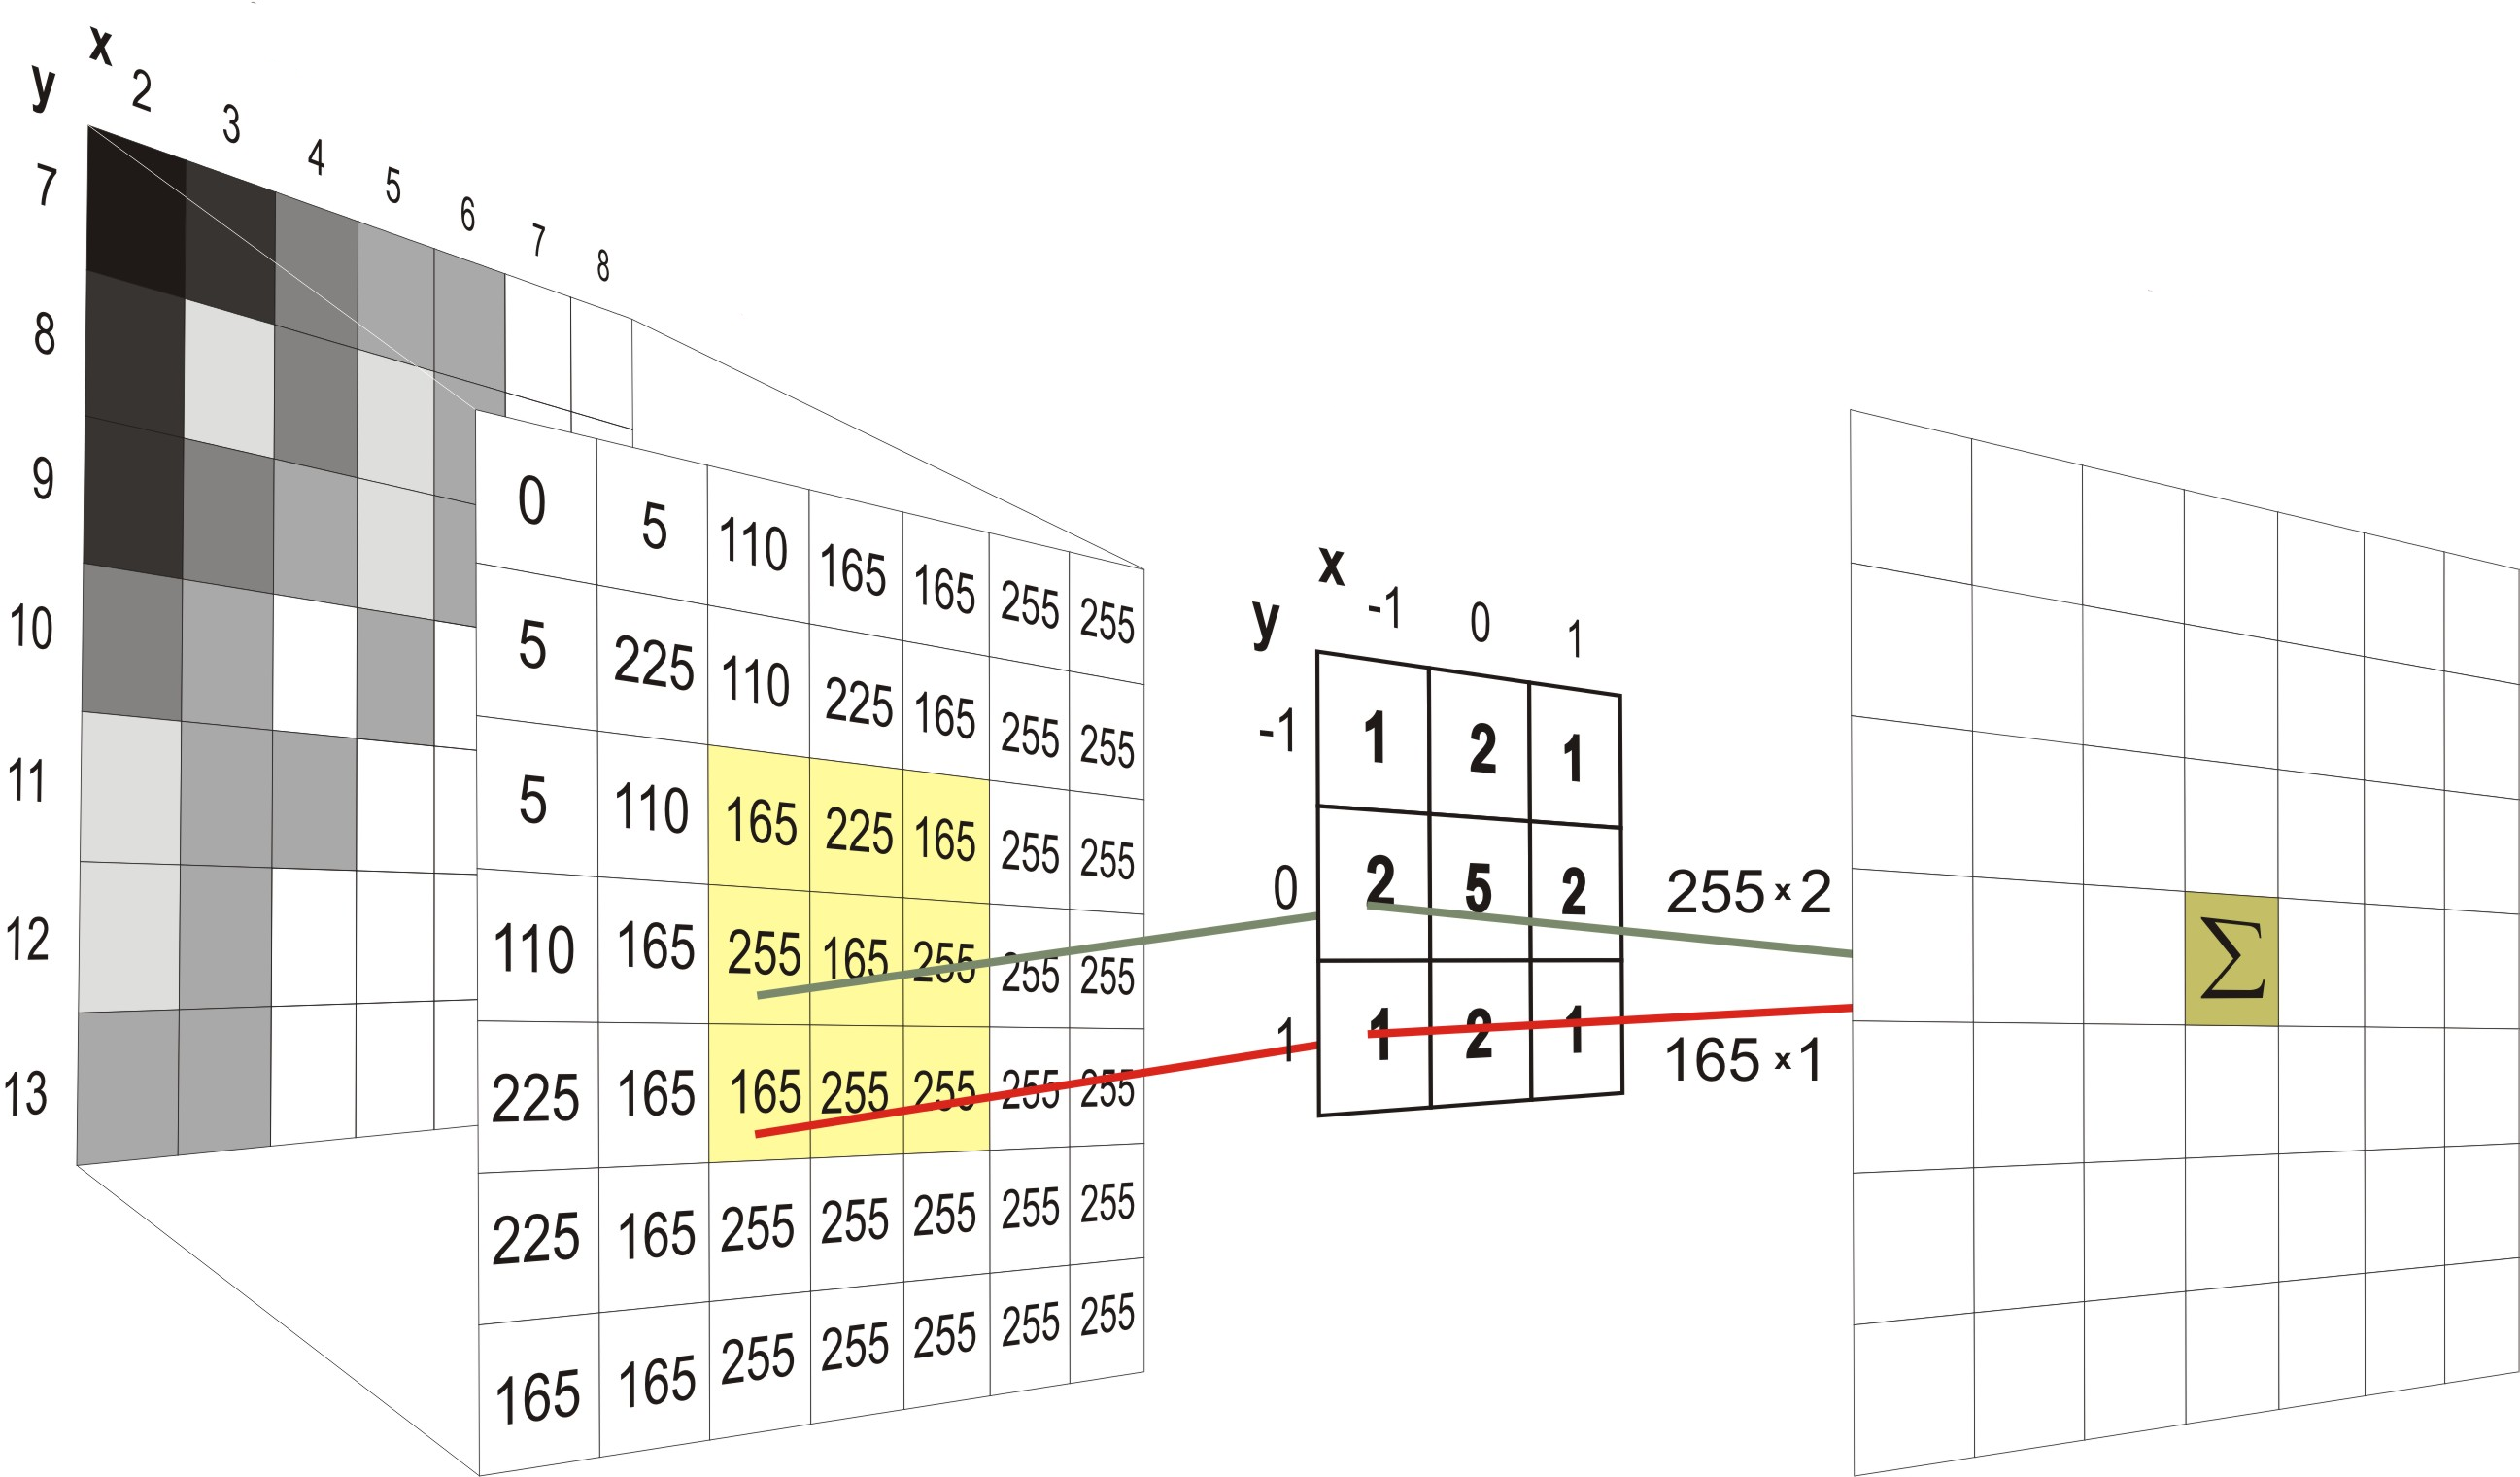 x
y
2 3 4 5 6 7 8
7
8
9
10
11
12
13
0 5 110 165 165 255 255
5 225 110 225 165 255 255
5 110 165 225 165 255 255
110 165 255 165 255 255 255
225 165 165 255 255 255 255
225 165 255 255 255 255 255
165 165 255 255 255 255 255
x
y
-1 0 1
-1 1 2 1
0 2 5 2
1 1 2 1
255 x 2
165 x 1
Σ